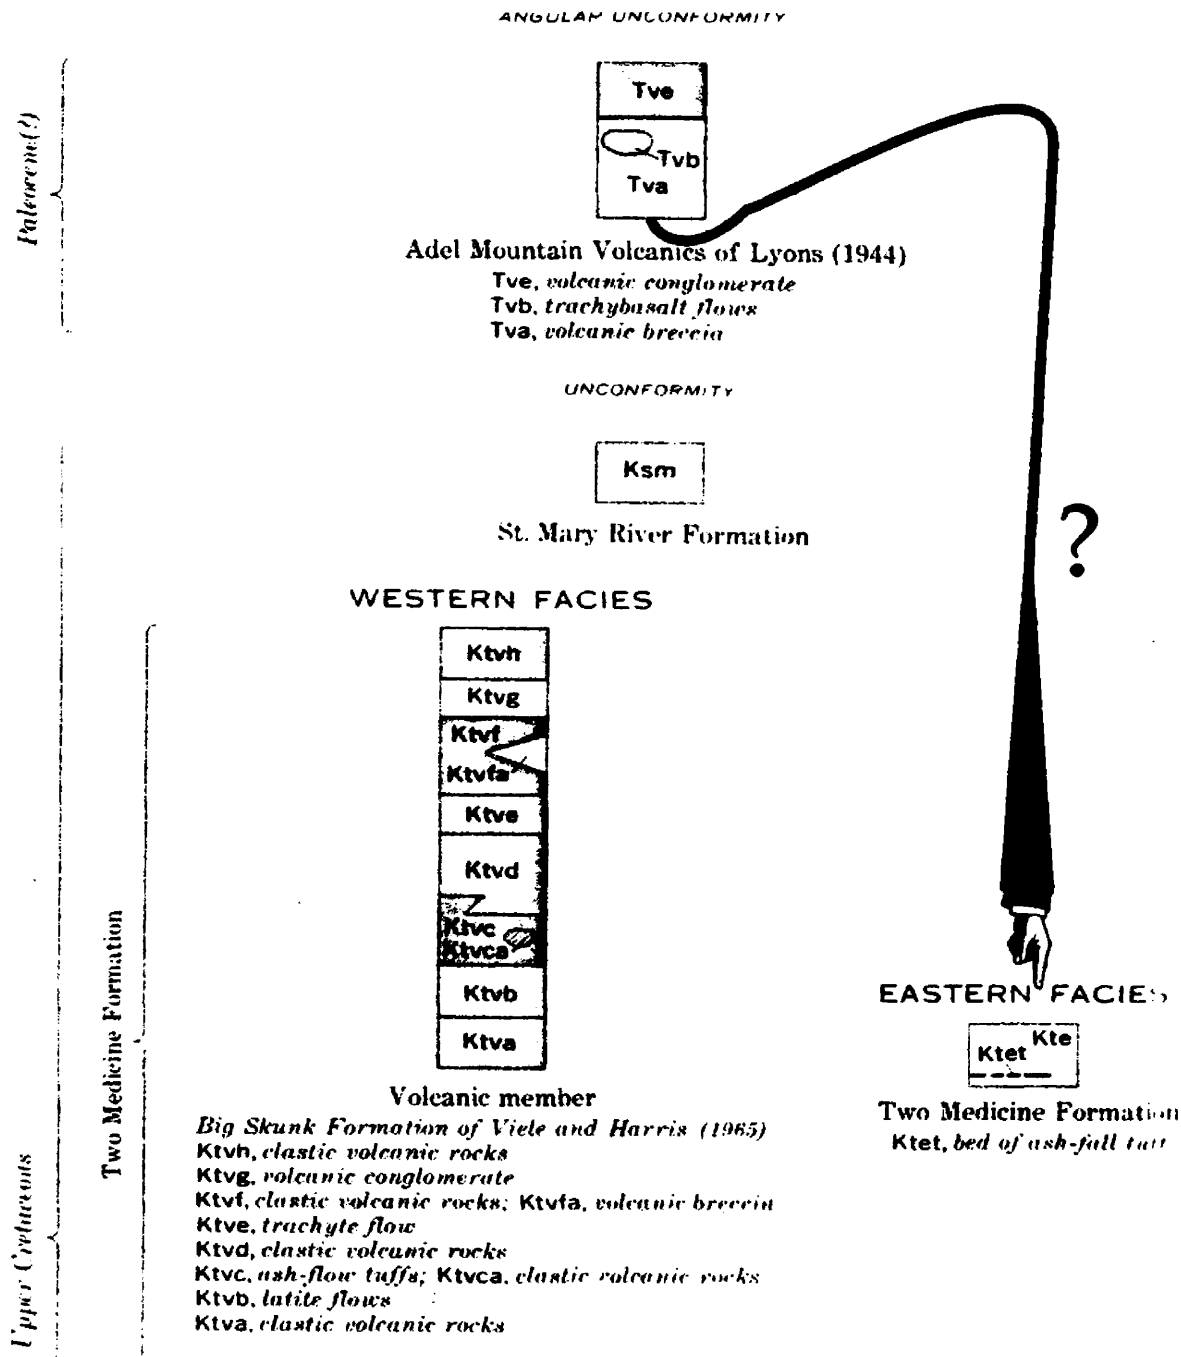 ANGULAR UNCONFORMITY
Paleocene(?)
Tve
Tvb
Tva
Adel Mountain Volcanics of Lyons (1944)
Tve, volcanic conglomerate
Tvb, trachybasalt flows
Tva, volcanic breccia
UNCONFORMITY
Ksm
St. Mary River Formation
?
WESTERN FACIES
Ktvh
Ktvg
Ktvf
Ktvfa
Ktve
Ktvd
Ktvc
Ktvca
Ktvb
Ktva
Volcanic member
Big Skunk Formation of Viele and Harris (1965)
Ktvh, clastic volcanic rocks
Ktvg, volcanic conglomerate
Ktvf, clastic volcanic rocks; Ktvfa, volcanic breccia
Ktve, trachyte flow
Ktvd, clastic volcanic rocks
Ktvc, ash-flow tuffs; Ktvca, clastic volcanic rocks
Ktvb, latite flows
Ktva, clastic volcanic rocks
Two Medicine Formation
Upper Cretaceous
EASTERN FACIES
Kte
Ktet
Two Medicine Formation
Ktet, bed of ash-fall tuff